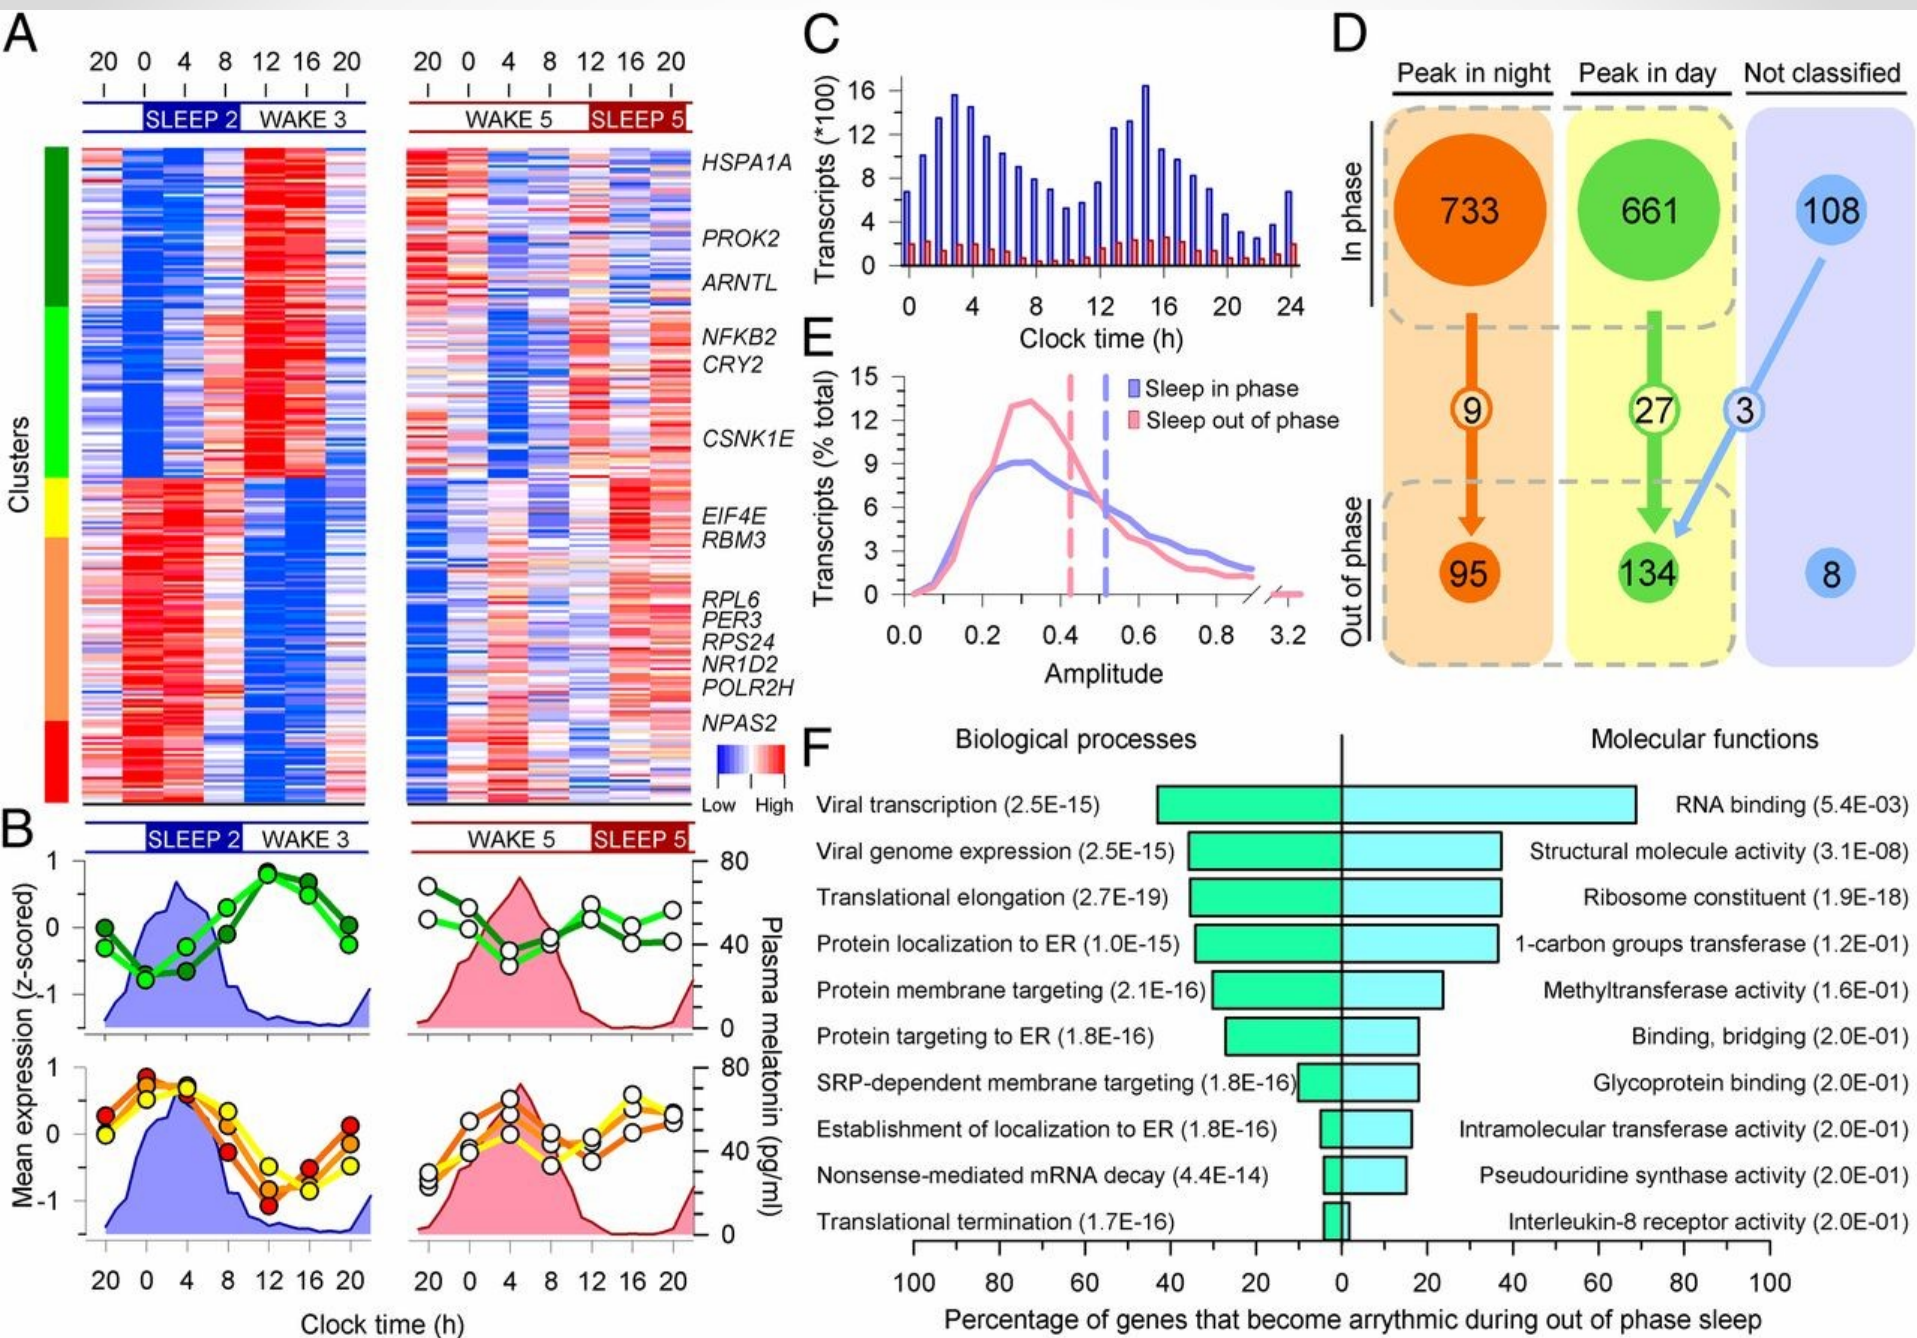 A
20 0 4 8 12 16 20
20 0 4 8 12 16 20
SLEEP 2 WAKE 3
WAKE 5 SLEEP 5
Clusters
HSPA1A
PROK2
ARNTL
NFKB2
CRY2
CSNK1E
EIF4E
RBM3
RPL6
PER3
RPS24
NR1D2
POLR2H
NPAS2
Low High
B
SLEEP 2 WAKE 3
WAKE 5 SLEEP 5
Mean expression (z-scored)
1
0
-1
1
0
-1
80
40
0
80
40
0
Plasma melatonin (pg/ml)
20 0 4 8 12 16 20
20 0 4 8 12 16 20
Clock time (h)
C
Transcripts (*100)
16
12
8
4
0
0 4 8 12 16 20 24
Clock time (h)
D
Peak in night Peak in day Not classified
In phase
733 661 108
9 27 3
Out of phase
95 134 8
E
Transcripts (% total)
15
12
9
6
3
0
Sleep in phase
Sleep out of phase
0.0 0.2 0.4 0.6 0.8 3.2
Amplitude
F
Biological processes Molecular functions
Viral transcription (2.5E-15) RNA binding (5.4E-03)
Viral genome expression (2.5E-15) Structural molecule activity (3.1E-08)
Translational elongation (2.7E-19) Ribosome constituent (1.9E-18)
Protein localization to ER (1.0E-15) 1-carbon groups transferase (1.2E-01)
Protein membrane targeting (2.1E-16) Methyltransferase activity (1.6E-01)
Protein targeting to ER (1.8E-16) Binding, bridging (2.0E-01)
SRP-dependent membrane targeting (1.8E-16) Glycoprotein binding (2.0E-01)
Establishment of localization to ER (1.8E-16) Intramolecular transferase activity (2.0E-01)
Nonsense-mediated mRNA decay (4.4E-14) Pseudouridine synthase activity (2.0E-01)
Translational termination (1.7E-16) Interleukin-8 receptor activity (2.0E-01)
100 80 60 40 20 0 20 40 60 80 100
Percentage of genes that become arrythmic during out of phase sleep